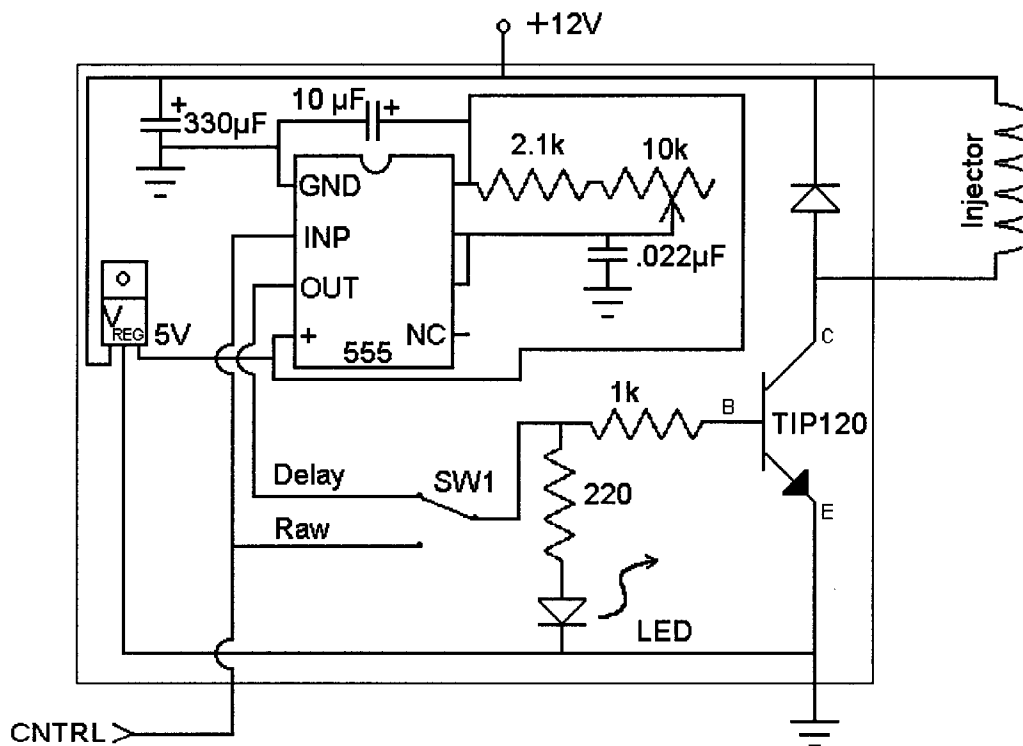 +12V
10 µF
+
+
330µF
2.1k
10k
GND
INP
.022µF
Injector
OUT
V
REG
5V
+
NC
555
C
1k
B
TIP120
Delay
SW1
220
E
Raw
LED
CNTRL